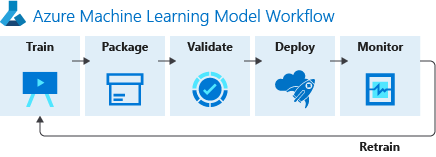 Azure Machine Learning Model Workflow
Train
Package
Validate
Deploy
Monitor
Retrain